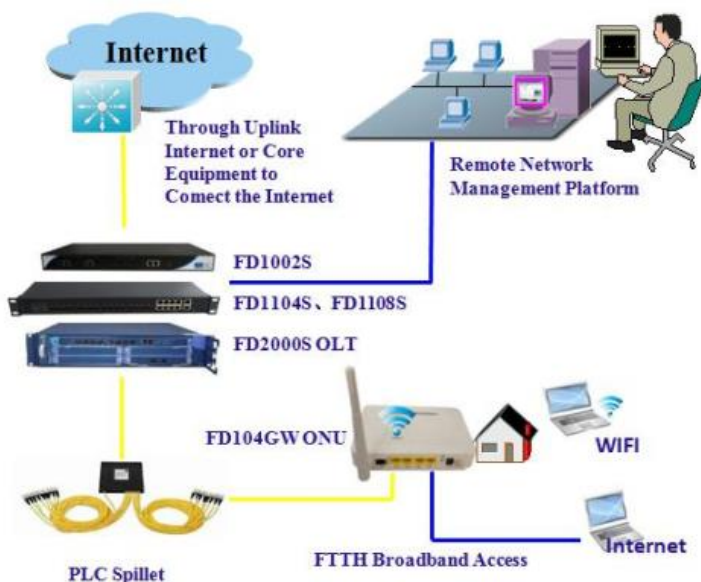 Internet
Through Uplink
Internet or Core
Equipment to
Comect the Internet
Remote Network
Management Platform
FD1002S
FD1104S、FD1108S
FD2000S OLT
FD104GW ONU
WIFI
Internet
FTTH Broadband Access
PLC Spillet